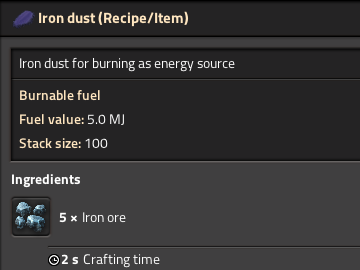 Iron dust (Recipe/Item)
Iron dust for burning as energy source
Burnable fuel
Fuel value: 5.0 MJ
Stack size: 100
Ingredients
5 × Iron ore
2 s Crafting time